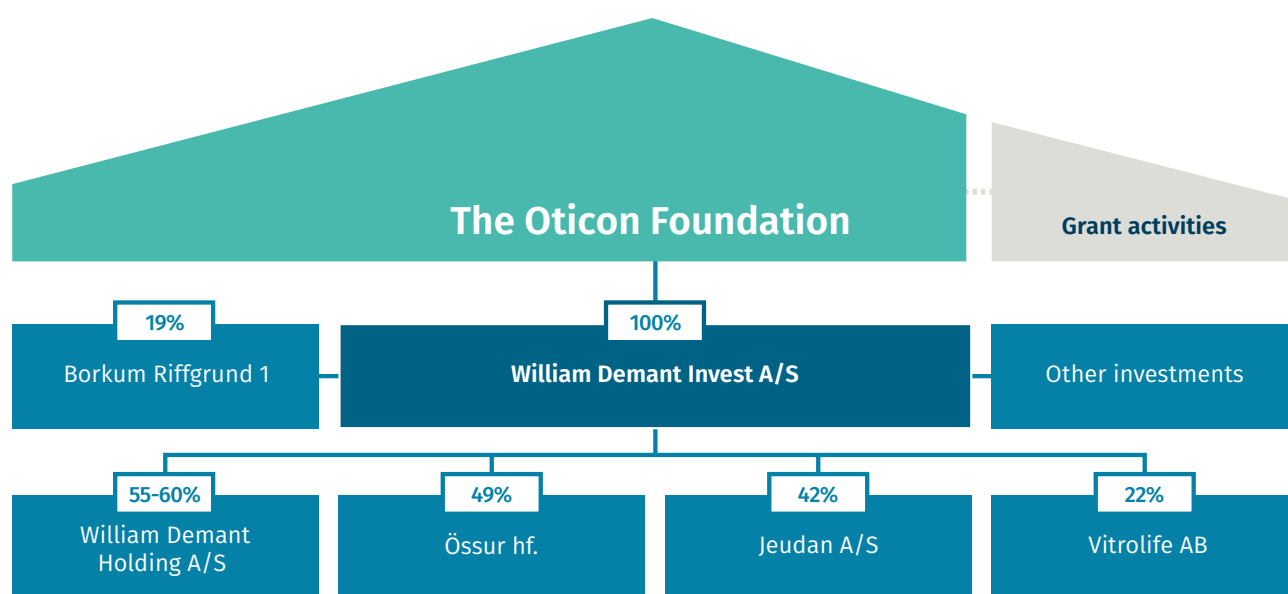 The Oticon Foundation
Grant activities
19%
Borkum Riffgrund 1
100%
William Demant Invest A/S
Other investments
55-60%
William Demant
Holding A/S
49%
Össur hf.
42%
Jeudan A/S
22%
Vitrolife AB